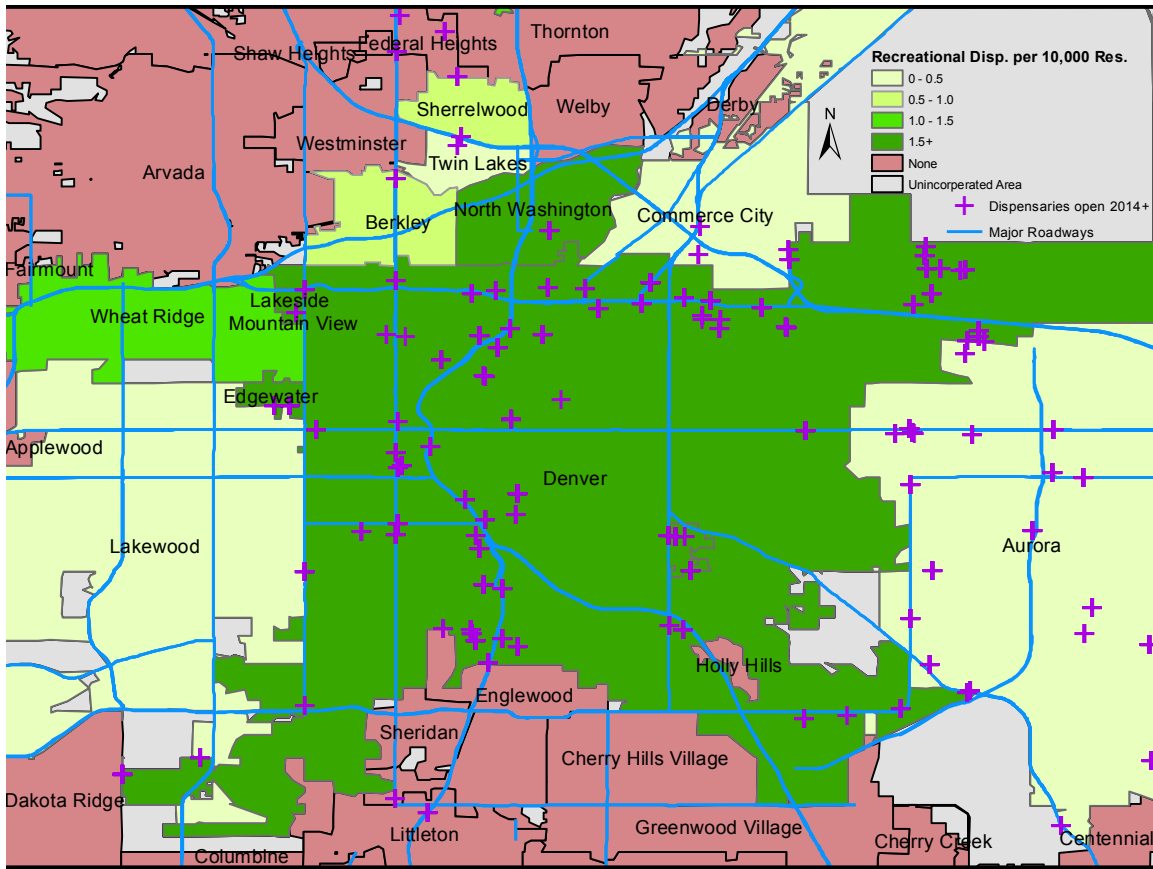 Thornton
Federal Heights
Shaw Heights
Recreational Disp. per 10,000 Res.
0 - 0.5
0.5 - 1.0
1.0 - 1.5
1.5+
None
Unincorperated Area
Dispensaries open 2014+
Major Roadways
N
Sherrelwood
Welby
Derby
Westminster
Twin Lakes
Arvada
North Washington
Commerce City
Berkley
Fairmount
Lakeside
Wheat Ridge
Mountain View
Edgewater
Applewood
Denver
Lakewood
Aurora
Holly Hills
Englewood
Sheridan
Cherry Hills Village
Dakota Ridge
Littleton
Greenwood Village
Cherry Creek
Centennial
Columbine